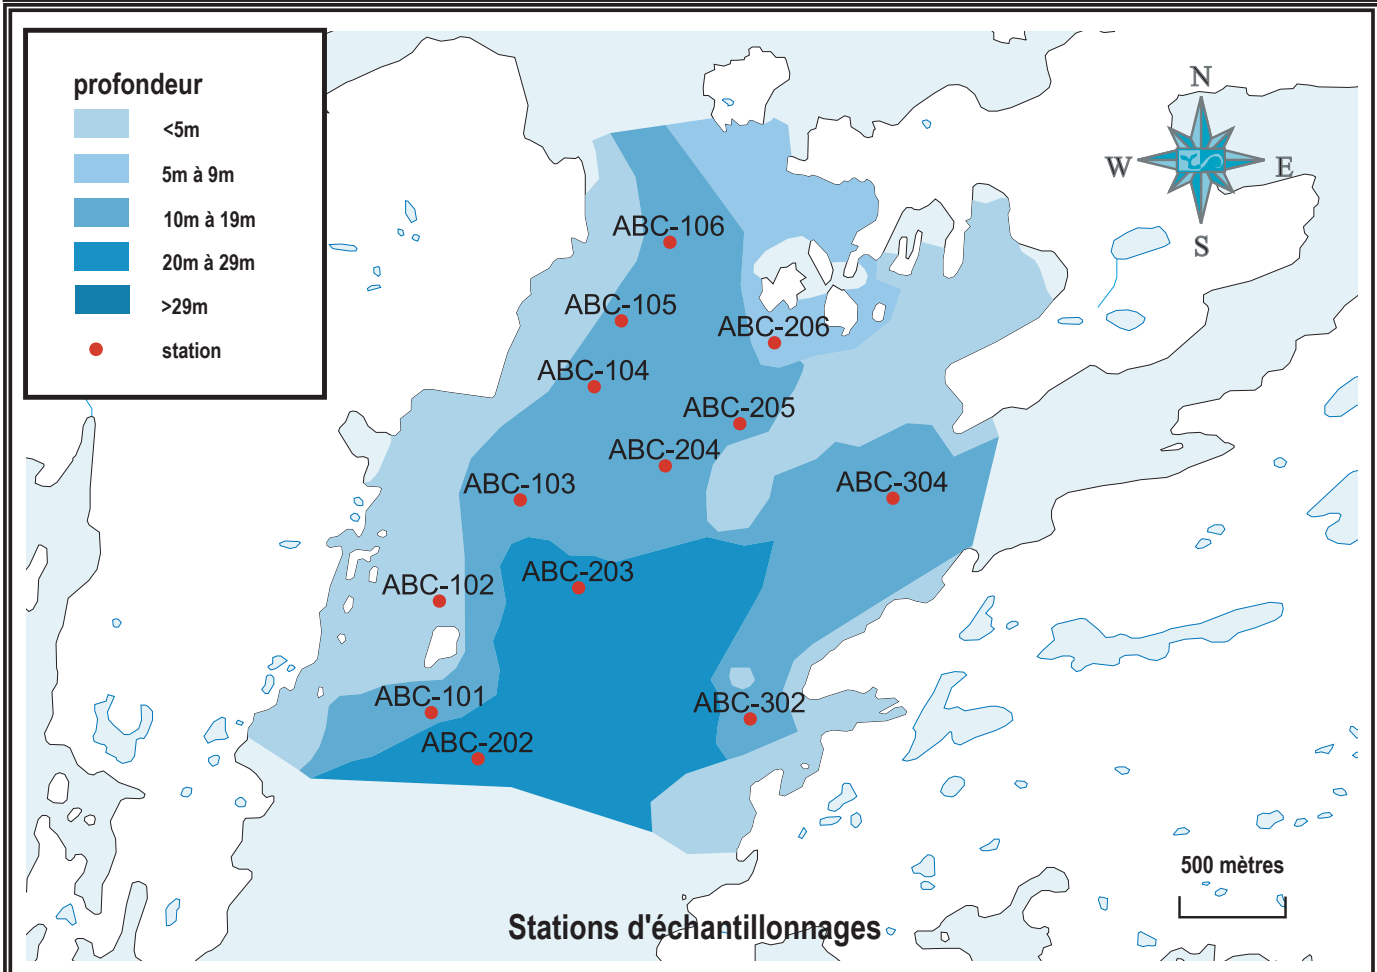 profondeur
<5m
5m à 9m
10m à 19m
20m à 29m
>29m
station
N
W
E
S
ABC-106
ABC-105
ABC-206
ABC-104
ABC-205
ABC-204
ABC-103
ABC-304
ABC-203
ABC-102
ABC-101
ABC-302
ABC-202
500 mètres
Stations d'échantillonnages